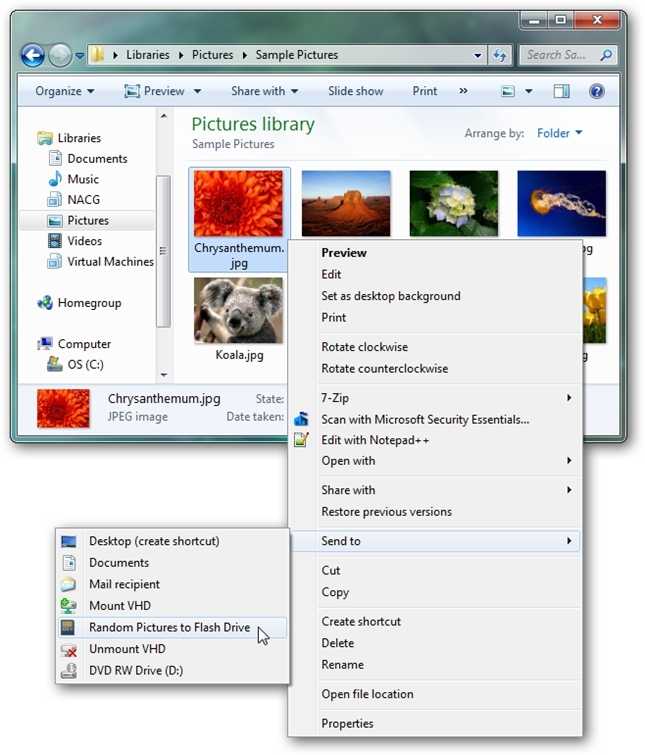 Libraries Pictures Sample Pictures
Search Sa...
Organize Preview Share with Slide show Print »
Libraries
Documents
Music
NACG
Pictures
Videos
Virtual Machines
Homegroup
Computer
OS (C:)
Pictures library
Sample Pictures
Arrange by: Folder
Chrysanthemum.
jpg
Koala.jpg
Chrysanthemum.jpg State:
JPEG image Date taken:
Preview
Edit
Set as desktop background
Print
Rotate clockwise
Rotate counterclockwise
7-Zip
Scan with Microsoft Security Essentials...
Edit with Notepad++
Open with
Share with
Restore previous versions
Send to
Cut
Copy
Create shortcut
Delete
Rename
Open file location
Properties
Desktop (create shortcut)
Documents
Mail recipient
Mount VHD
Random Pictures to Flash Drive
Unmount VHD
DVD RW Drive (D:)